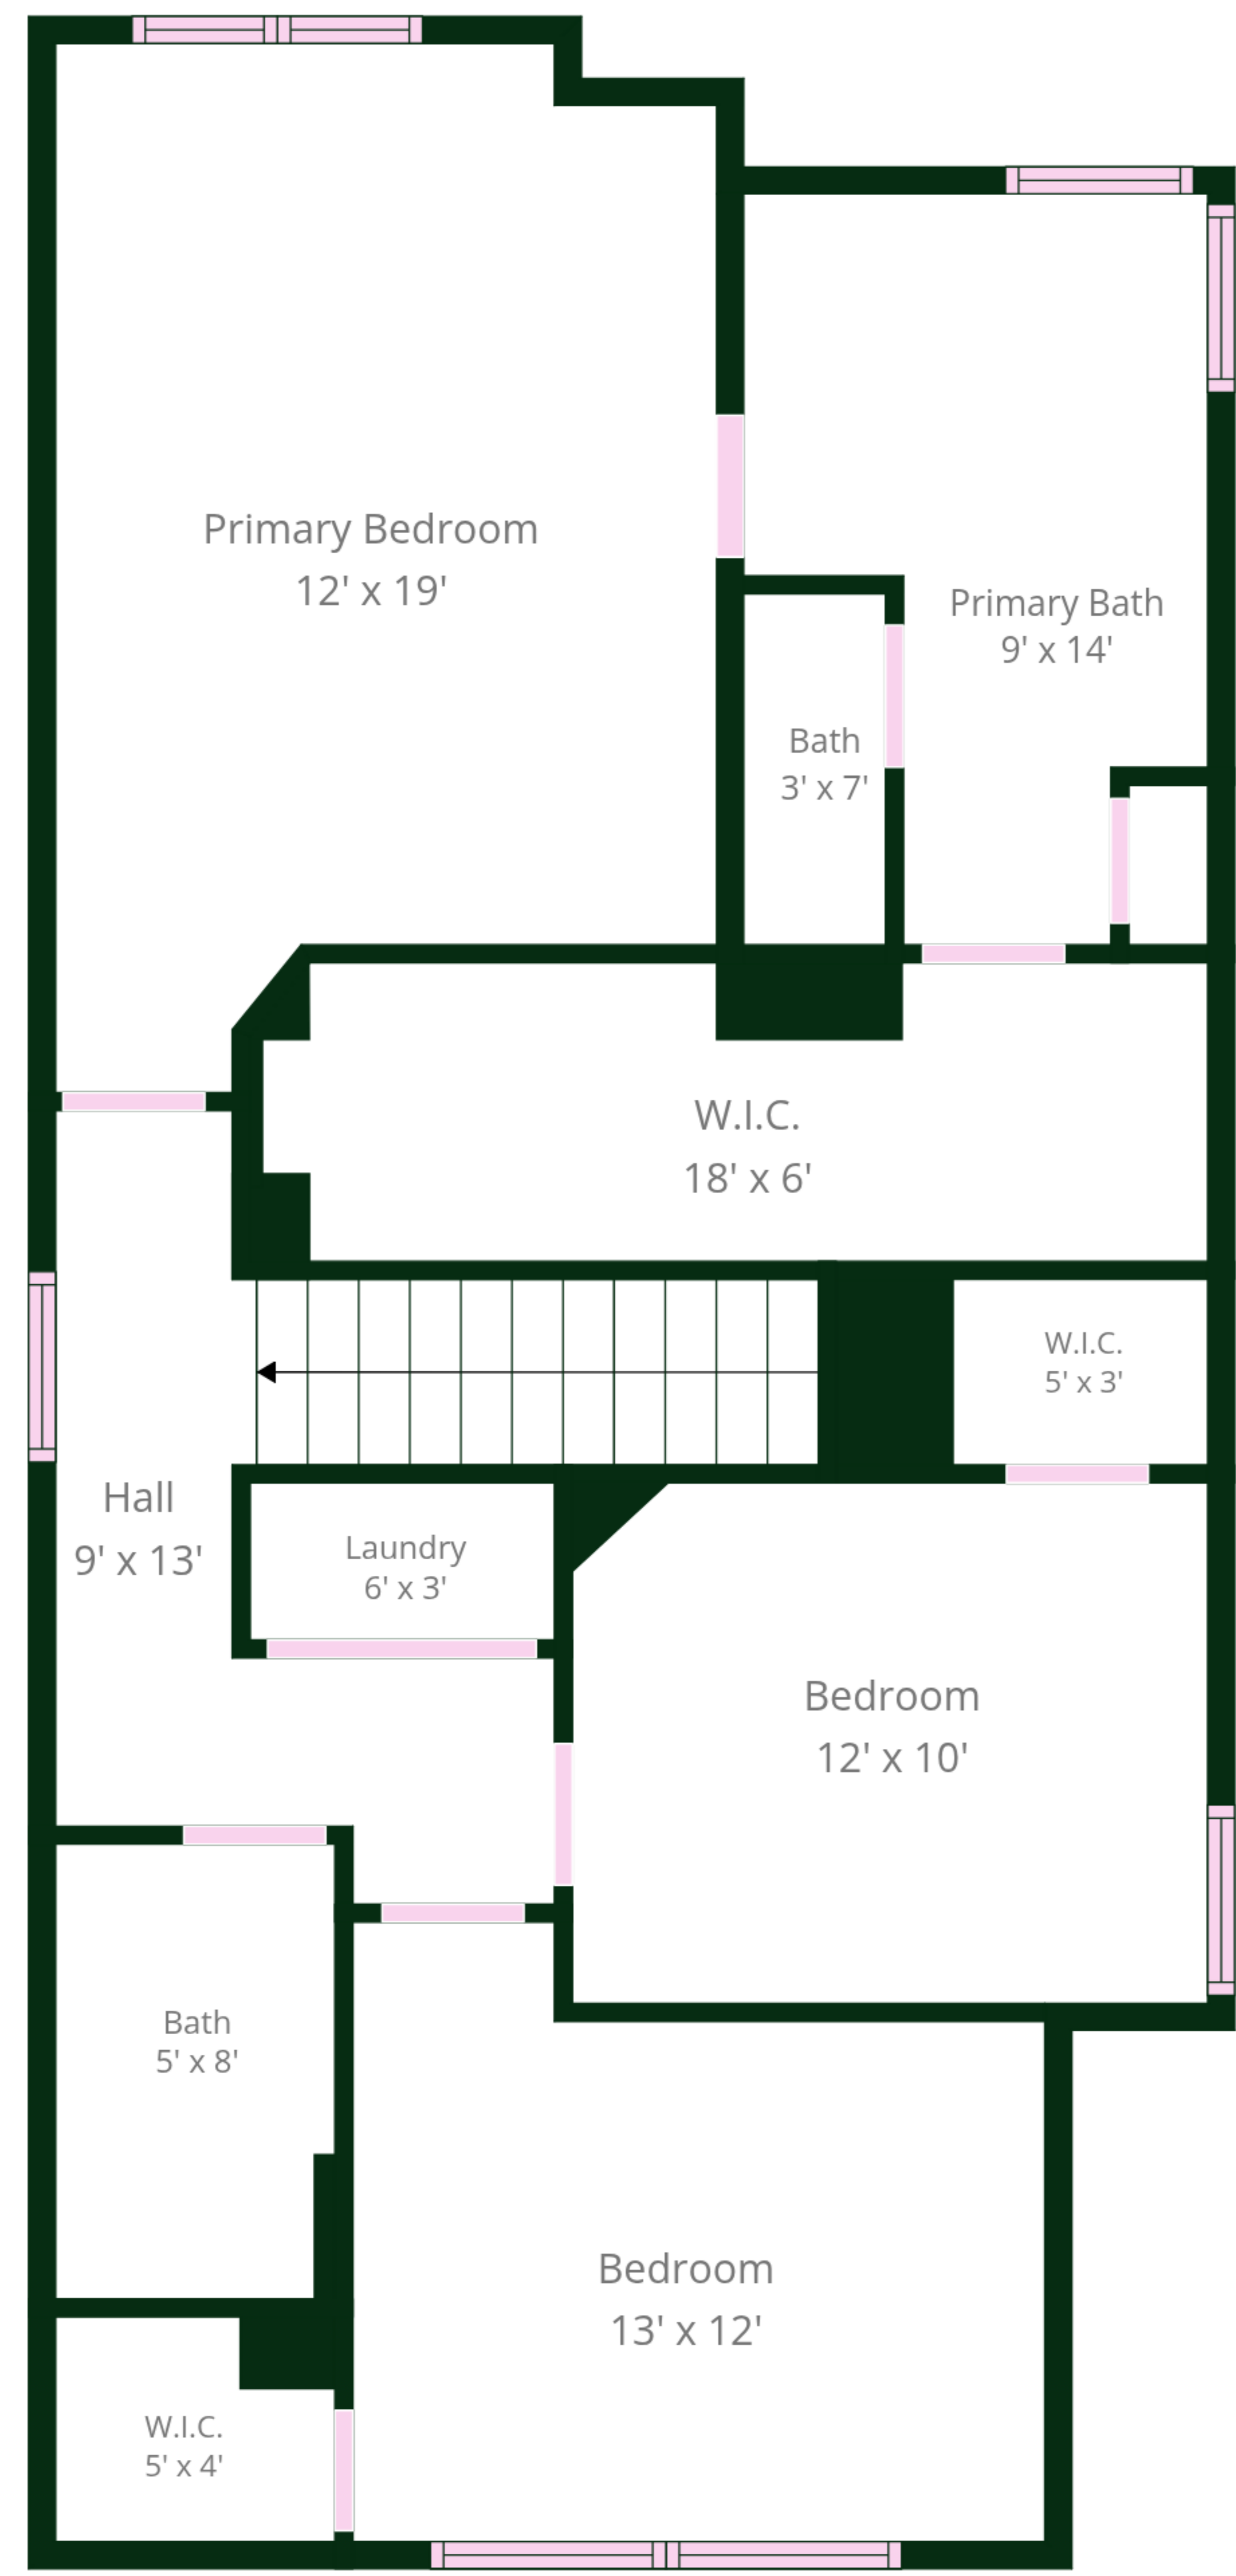 Primary Bedroom
12' x 19'
Primary Bath
9' x 14'
Bath
3' x 7'
W.I.C.
18' x 6'
W.I.C.
5' x 3'
Hall
9' x 13'
Laundry
6' x 3'
Bedroom
12' x 10'
Bath
5' x 8'
Bedroom
13' x 12'
W.I.C.
5' x 4'